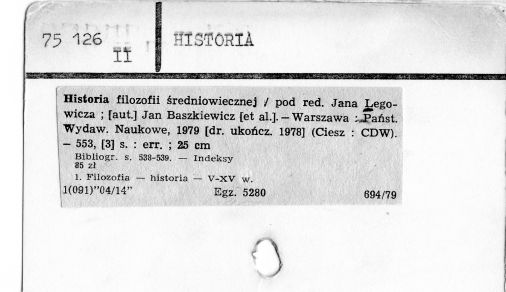 75 126
II
HISTORIA
Historia filozofii średniowiecznej / pod red. Jana Lego-
wicza ; [aut.] Jan Baszkiewicz [et al.]. — Warszawa : Państ.
Wydaw. Naukowe, 1979 [dr. ukończ. 1978] (Ciesz : CDW).
— 553, [3] s. : err. ; 25 cm
Bibliogr. s. 538-539. — Indeksy
85 zł
1. Filozofia — historia — V-XV w.
1(091)"04/14" Egz. 5280 694/79